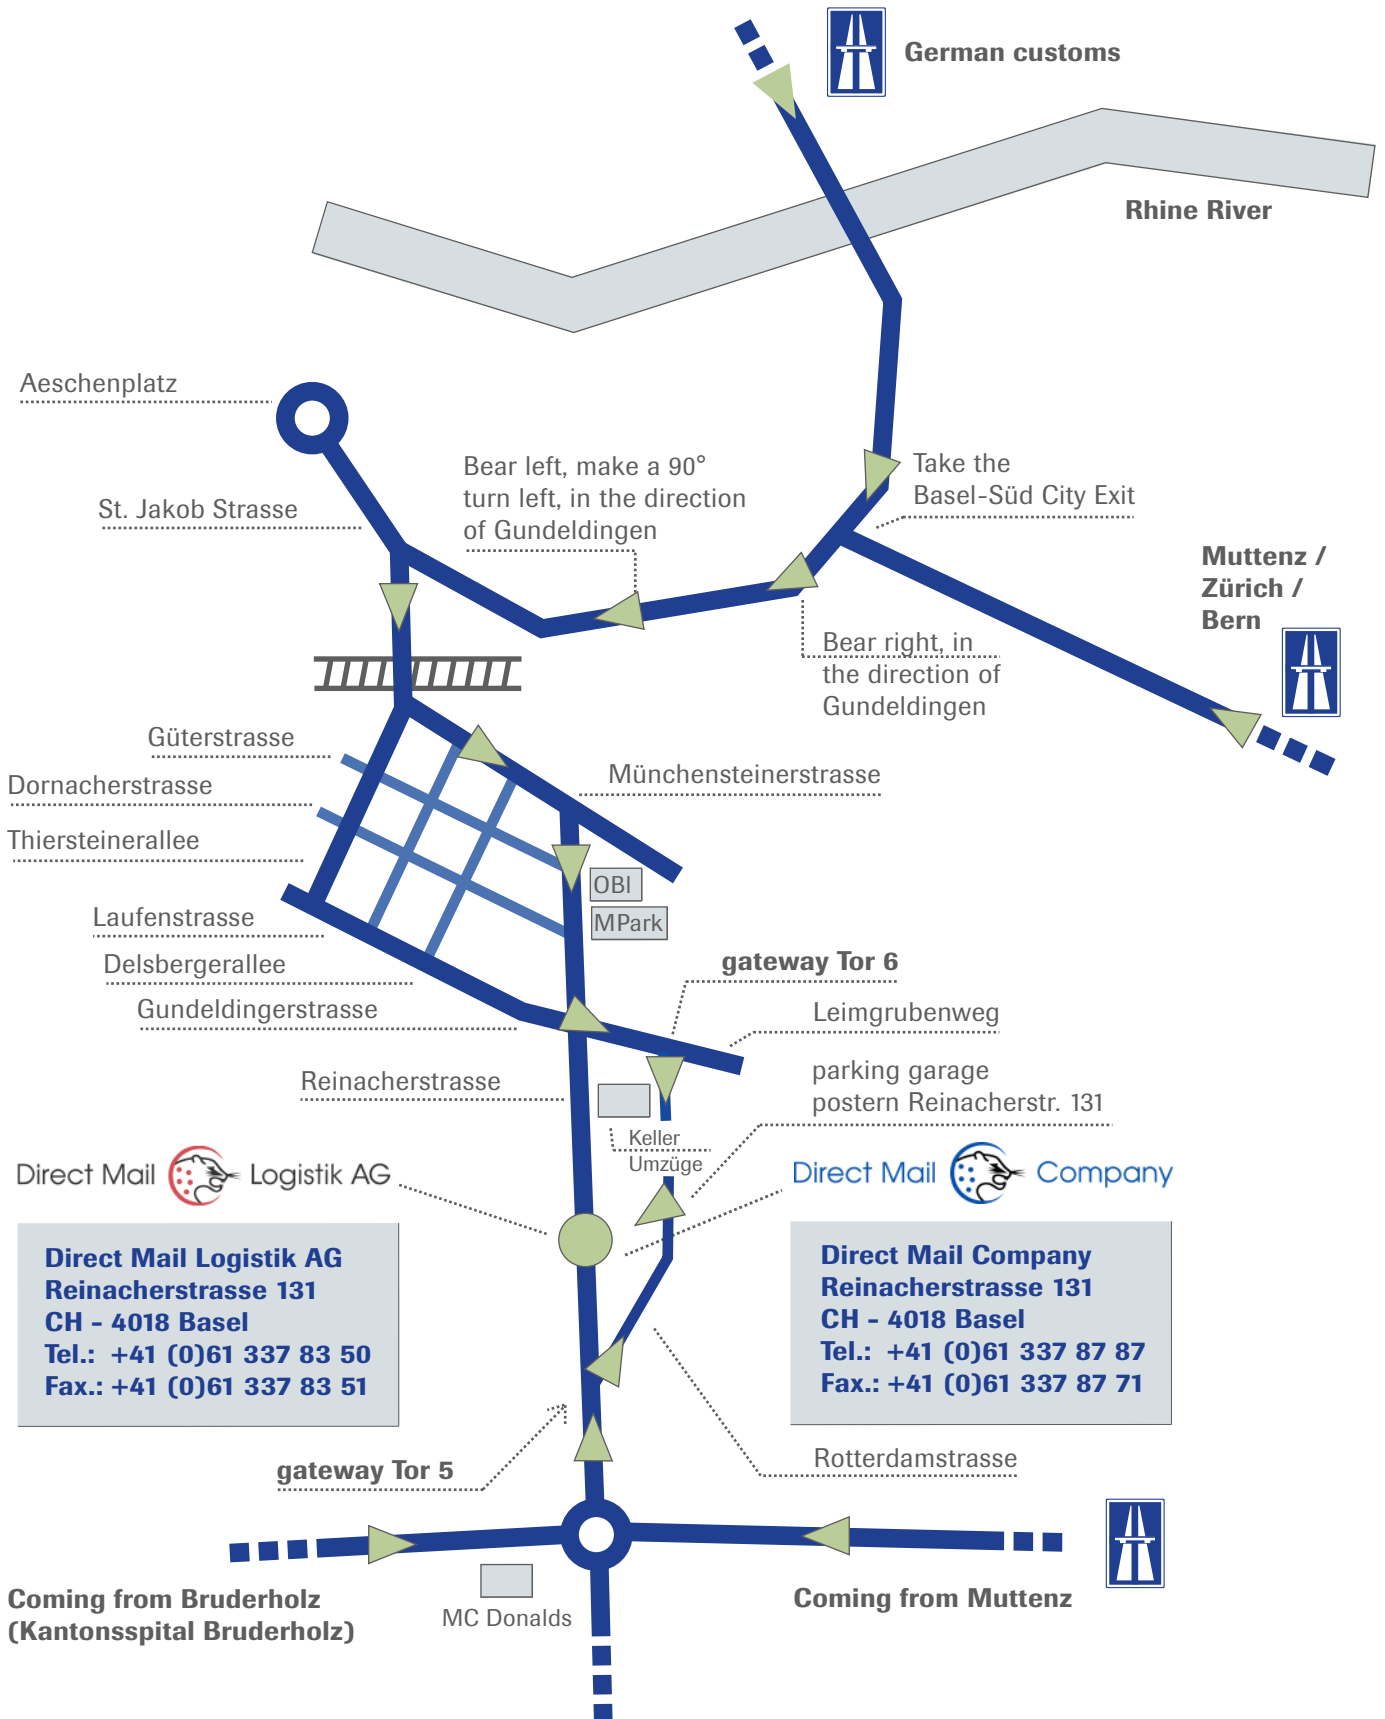 German customs
Rhine River
Aeschenplatz
St. Jakob Strasse
Bear left, make a 90°
turn left, in the direction
of Gundeldingen
Take the
Basel-Süd City Exit
Muttenz /
Zürich /
Bern
Bear right, in
the direction of
Gundeldingen
Güterstrasse
Dornacherstrasse
Thiersteinerallee
Münchensteinerstrasse
OBI
MPark
Laufenstrasse
Delsbergerallee
Gundeldingerstrasse
gateway Tor 6
Leimgrubenweg
Reinacherstrasse
parking garage
postern Reinacherstr. 131
Keller
Umzüge
Direct Mail Logistik AG
Direct Mail Company
Direct Mail Logistik AG
Reinacherstrasse 131
CH - 4018 Basel
Tel.: +41 (0)61 337 83 50
Fax.: +41 (0)61 337 83 51
Direct Mail Company
Reinacherstrasse 131
CH - 4018 Basel
Tel.: +41 (0)61 337 87 87
Fax.: +41 (0)61 337 87 71
gateway Tor 5
Rotterdamstrasse
Coming from Bruderholz
(Kantonsspital Bruderholz)
MC Donalds
Coming from Muttenz